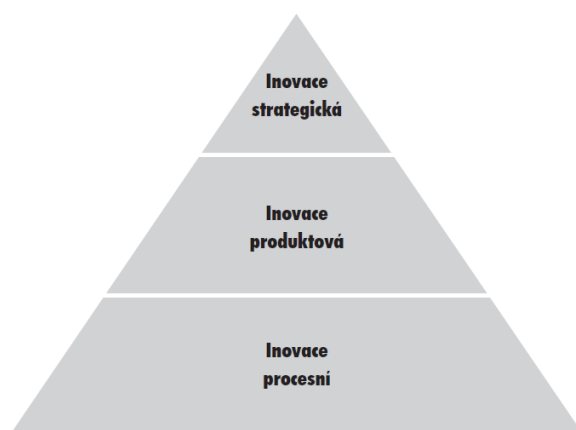 Inovace
strategická
Inovace
produktová
Inovace
procesní